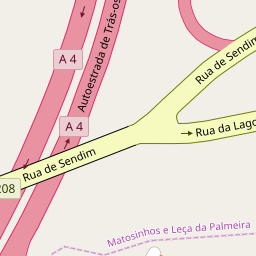 A 4
Autoestrada de Trás-os
Rua de Sendim
A 4
Rua da Lago
Rua de Sendim
208
Matosinhos e Leça da Palmeira